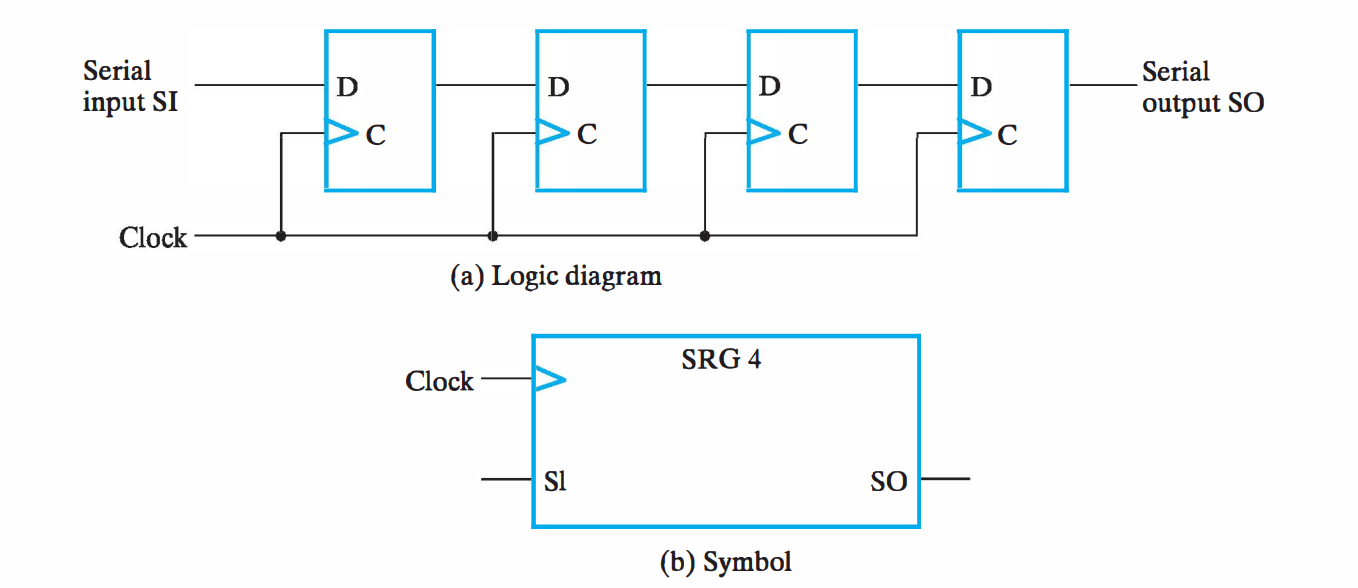 Serial
input SI
D
C
D
C
D
C
D
C
Serial
output SO
Clock
(a) Logic diagram
SRG 4
Clock
Sl
SO
(b) Symbol